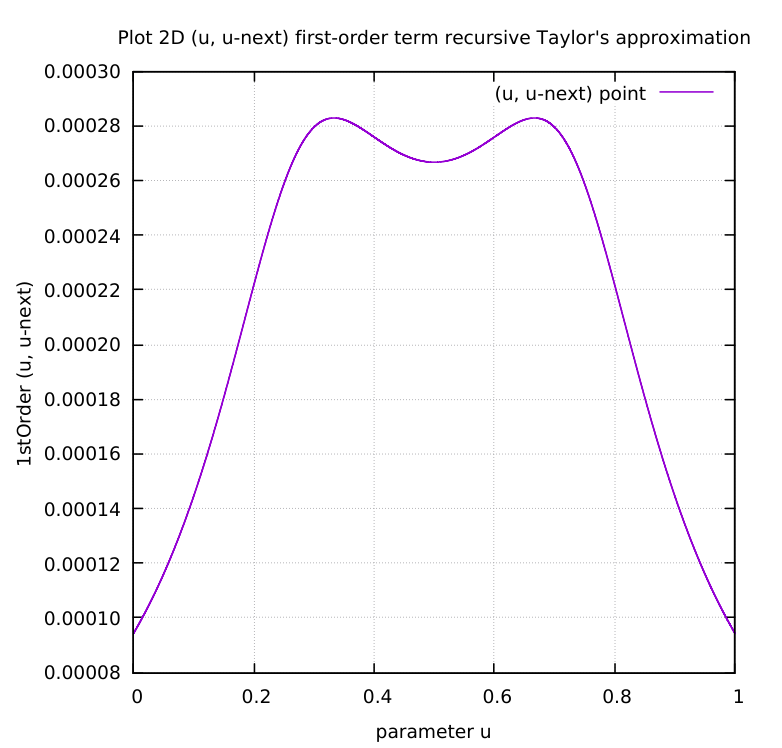 Plot 2D (u, u-next) first-order term recursive Taylor's approximation
0.00030
(u, u-next) point
0.00028
0.00026
0.00024
0.00022
0.00020
0.00018
0.00016
0.00014
0.00012
0.00010
0.00008
1stOrder (u, u-next)
0 0.2 0.4 0.6 0.8 1
parameter u